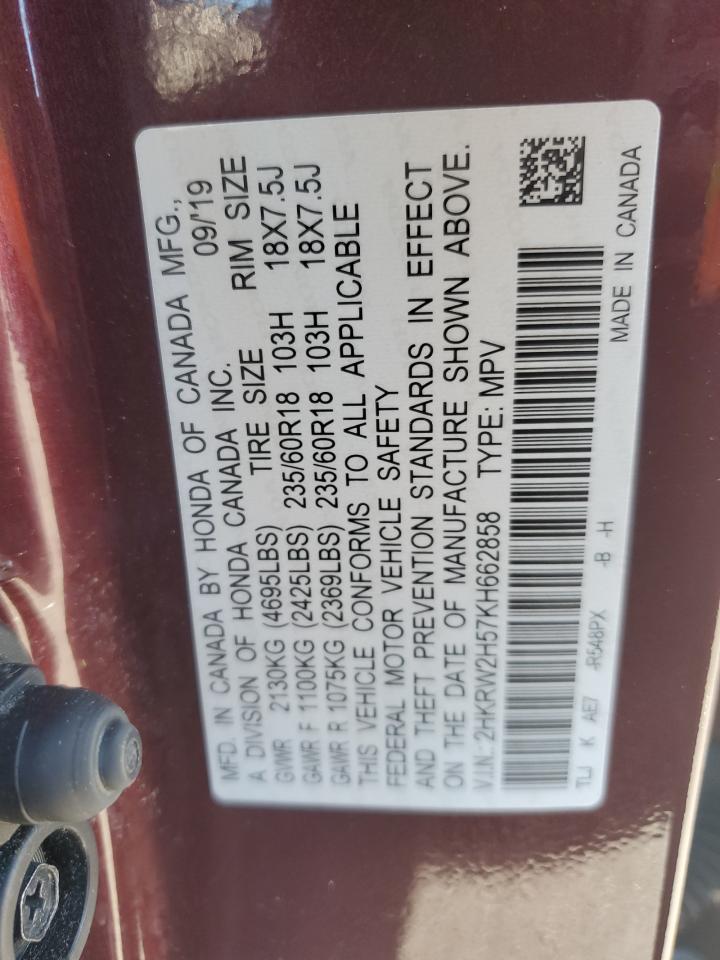 MFD. IN CANADA BY HONDA OF CANADA MFG.,
A DIVISION OF HONDA CANADA INC. 09/'19
GVWR 2130KG (4695LBS) TIRE SIZE RIM SIZE
GAWR F 1100KG (2425LBS) 235/60R18 103H 18X7.5J
GAWR R 1075KG (2369LBS) 235/60R18 103H 18X7.5J
THIS VEHICLE CONFORMS TO ALL APPLICABLE
FEDERAL MOTOR VEHICLE SAFETY
AND THEFT PREVENTION STANDARDS IN EFFECT
ON THE DATE OF MANUFACTURE SHOWN ABOVE.
V.I.N.: 2HKRW2H57KH662858 TYPE: MPV
TLJ K AE7 -R548PX -B -H MADE IN CANADA